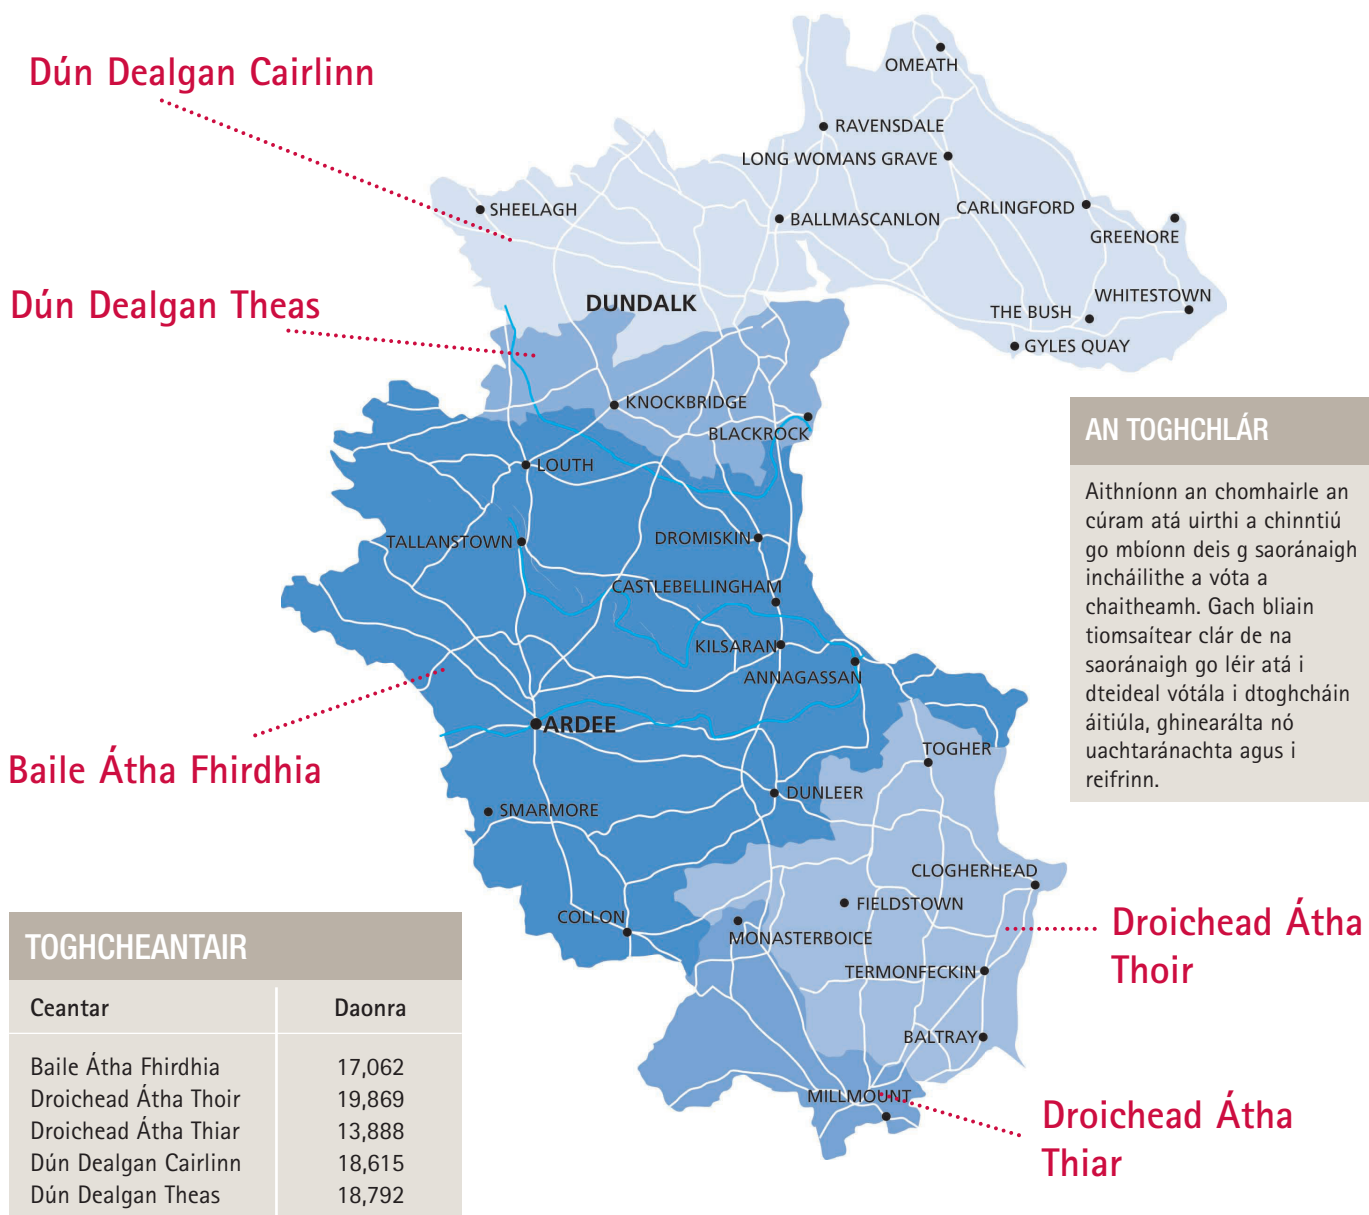 Dún Dealgan Cairlinn
OMEATH
RAVENSDALE
LONG WOMANS GRAVE
SHEELAGH
BALLMASCANLON
CARLINGFORD
GREENORE
Dún Dealgan Theas
DUNDALK
WHITESTOWN
THE BUSH
GYLES QUAY
KNOCKBRIDGE
BLACKROCK
LOUTH
TALLANSTOWN
DROMISKIN
CASTLEBELLINGHAM
KILSARAN
ANNAGASSAN
ARDEE
Baile Átha Fhirdhia
TOGHER
DUNLEER
SMARMORE
CLOGHERHEAD
FIELDSTOWN
COLLON
MONASTERBOICE
TERMONFECKIN
BALTRAY
MILLMOUNT
Droichead Átha
Thoir
Droichead Átha
Thiar
AN TOGHCHLÁR
Aithníonn an chomhairle an
cúram atá uirthi a chinntiú
go mbíonn deis g saoránaigh
incháilithe a vóta a
chaitheamh. Gach bliain
tiomsaítear clár de na
saoránaigh go léir atá i
dteideal vótála i dtoghcháin
áitiúla, ghinearálta nó
uachtaránachta agus i
reifrinn.
TOGHCHEANTAIR
Ceantar Daonra
Baile Átha Fhirdhia 17,062
Droichead Átha Thoir 19,869
Droichead Átha Thiar 13,888
Dún Dealgan Cairlinn 18,615
Dún Dealgan Theas 18,792